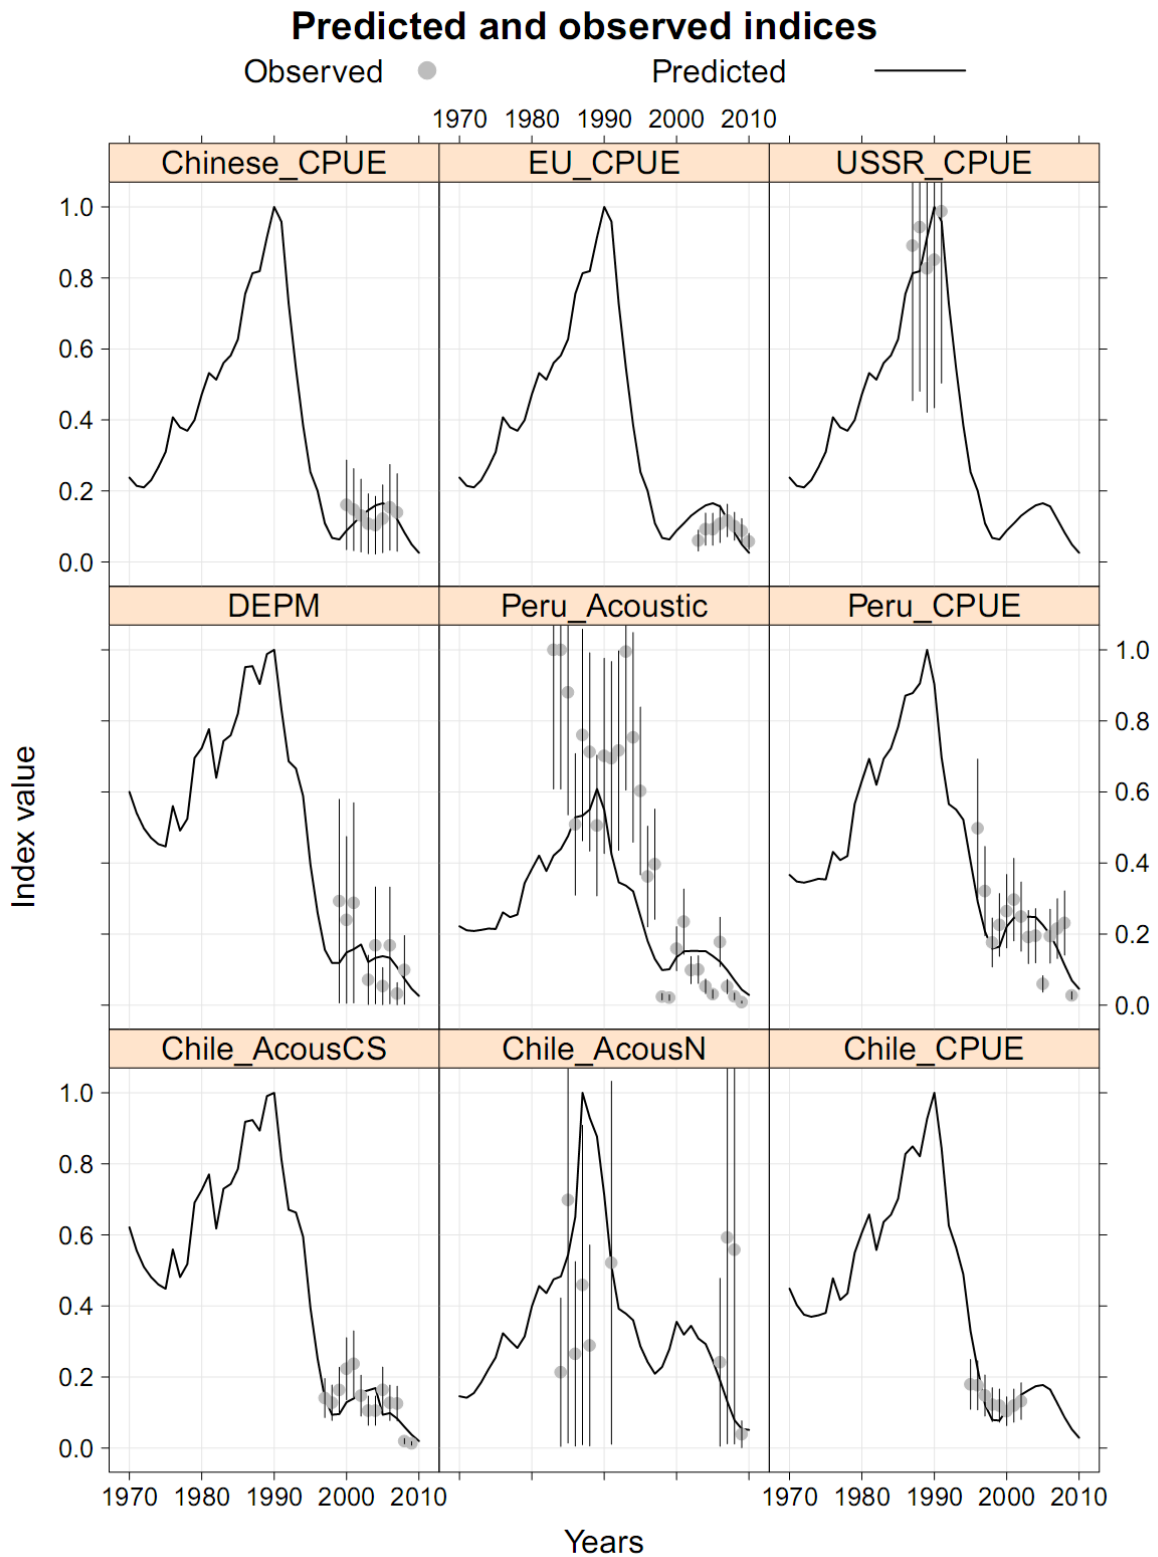 Predicted and observed indices
Observed Predicted
1970 1980 1990 2000 2010
Chinese_CPUE EU_CPUE USSR_CPUE
1.0
0.8
0.6
0.4
0.2
0.0
DEPM Peru_Acoustic Peru_CPUE
1.0
0.8
0.6
0.4
0.2
0.0
Index value
Chile_AcousCS Chile_AcousN Chile_CPUE
1.0
0.8
0.6
0.4
0.2
0.0
1970 1980 1990 2000 2010 1970 1980 1990 2000 2010
Years